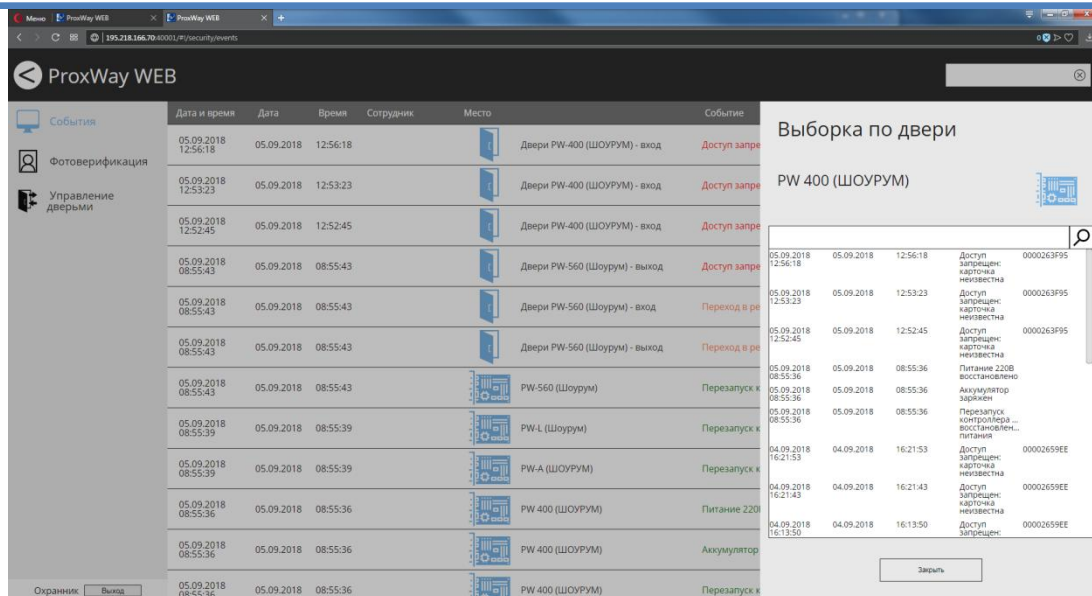 Меню
ProxWay WEB
ProxWay WEB
195.218.166.70:40001/#!/security/events
0
ProxWay WEB
События
Фотоверификация
Управление
дверьми
Охранник Выход
Дата и время Дата Время Сотрудник Место Событие
05.09.2018
12:56:18 05.09.2018 12:56:18 Двери PW-400 (ШОУРУМ) - вход Доступ запре
05.09.2018
12:53:23 05.09.2018 12:53:23 Двери PW-400 (ШОУРУМ) - вход Доступ запре
05.09.2018
12:52:45 05.09.2018 12:52:45 Двери PW-400 (ШОУРУМ) - вход Доступ запре
05.09.2018
08:55:43 05.09.2018 08:55:43 Двери PW-560 (Шоурум) - выход Доступ запре
05.09.2018
08:55:43 05.09.2018 08:55:43 Двери PW-560 (Шоурум) - вход Переход в ре
05.09.2018
08:55:43 05.09.2018 08:55:43 Двери PW-560 (Шоурум) - выход Переход в ре
05.09.2018
08:55:43 05.09.2018 08:55:43 PW-560 (Шоурум) Перезапуск к
05.09.2018
08:55:39 05.09.2018 08:55:39 PW-L (Шоурум) Перезапуск к
05.09.2018
08:55:39 05.09.2018 08:55:39 PW-A (ШОУРУМ) Перезапуск к
05.09.2018
08:55:36 05.09.2018 08:55:36 PW 400 (ШОУРУМ) Питание 220
05.09.2018
08:55:36 05.09.2018 08:55:36 PW 400 (ШОУРУМ) Аккумулятор
05.09.2018
08:55:36 05.09.2018 08:55:36 PW 400 (ШОУРУМ) Перезапуск к
Выборка по двери
PW 400 (ШОУРУМ)
05.09.2018 05.09.2018 12:56:18 Доступ 0000263F95
12:56:18 запрещен:
карточка
неизвестна
05.09.2018 05.09.2018 12:53:23 Доступ 0000263F95
12:53:23 запрещен:
карточка
неизвестна
05.09.2018 05.09.2018 12:52:45 Доступ 0000263F95
12:52:45 запрещен:
карточка
неизвестна
05.09.2018 05.09.2018 08:55:36 Питание 220В
08:55:36 восстановлено
05.09.2018 05.09.2018 08:55:36 Аккумулятор
08:55:36 заряжен
05.09.2018 05.09.2018 08:55:36 Перезапуск
08:55:36 контроллера ...
восстановлен...
питания
04.09.2018 04.09.2018 16:21:53 Доступ 00002659EE
16:21:53 запрещен:
карточка
неизвестна
04.09.2018 04.09.2018 16:21:43 Доступ 00002659EE
16:21:43 запрещен:
карточка
неизвестна
04.09.2018 04.09.2018 16:13:50 Доступ 00002659EE
16:13:50 запрещен:
Закрыть